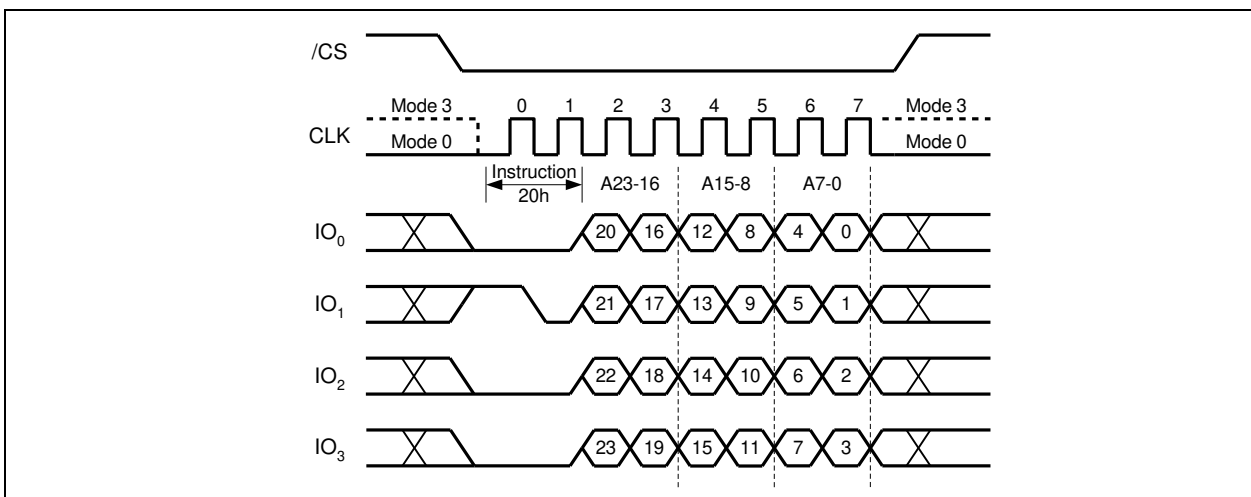 /CS
Mode 3 0 1 2 3 4 5 6 7 Mode 3
CLK
Mode 0 Mode 0
Instruction
20h
A23-16 A15-8 A7-0
IO0 20 16 12 8 4 0
IO1 21 17 13 9 5 1
IO2 22 18 14 10 6 2
IO3 23 19 15 11 7 3